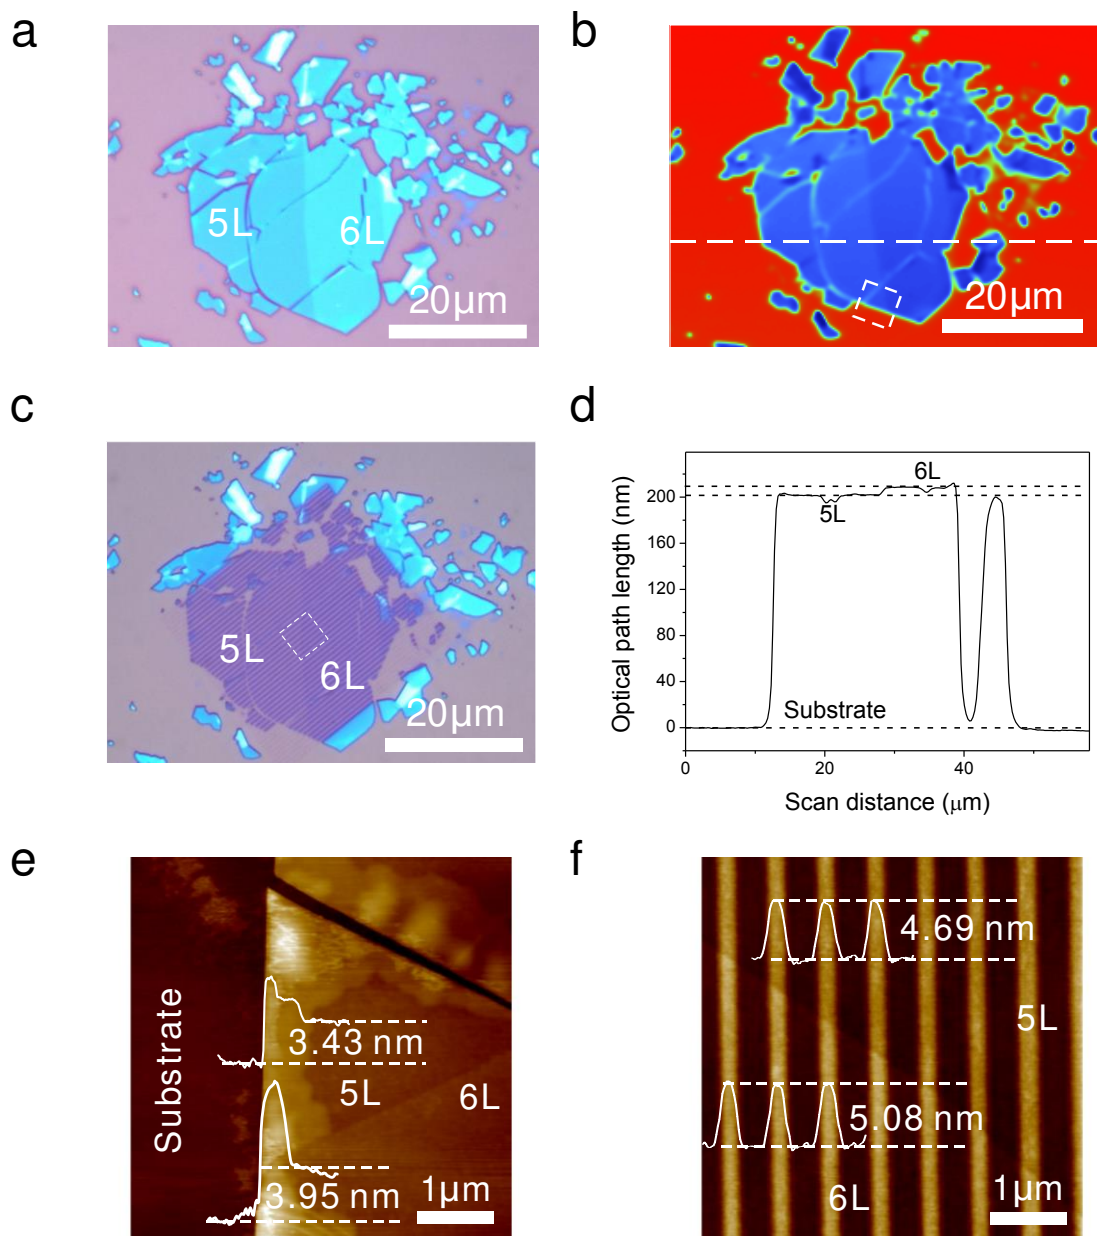 a
b
5L
6L
20μm
20μm
c
d
5L
6L
20μm
Optical path length (nm)
200
160
120
80
40
0
6L
5L
Substrate
0
20
40
Scan distance (μm)
e
f
Substrate
3.43 nm
5L
6L
3.95 nm
1μm
4.69 nm
5L
5.08 nm
6L
1μm